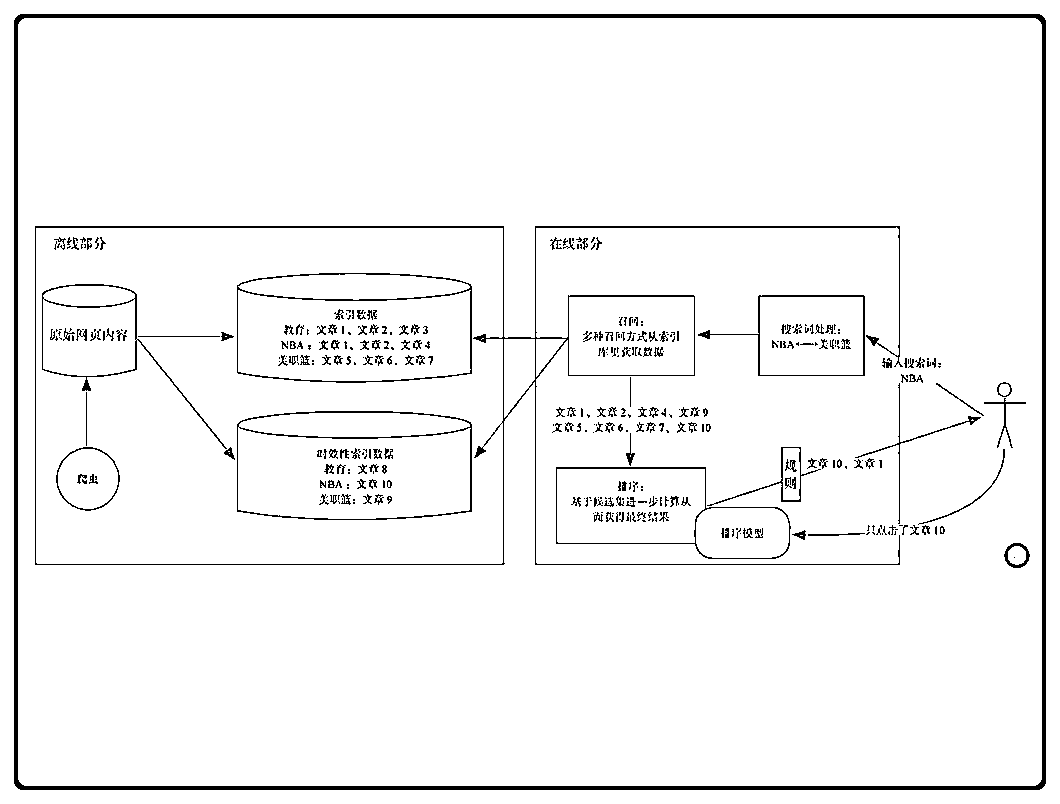 离线部分
原始网页内容
爬虫
索引数据
教育：文章 1、文章 2、文章 3
NBA：文章 1、文章 2、文章 4
美职篮：文章 5、文章 6、文章 7
时效性索引数据
教育：文章 8
NBA：文章 10
美职篮：文章 9
在线部分
召回：
多种召回方式从索引
库里获取数据
搜索词处理：
NBA<-->美职篮
输入搜索词：
NBA
文章 1、文章 2、文章 4、文章 9
文章 5、文章 6、文章 7、文章 10
排序：
基于候选集进一步计算从
而获得最终结果
排序模型
规
则
文章 10、文章 1
只点击了文章 10